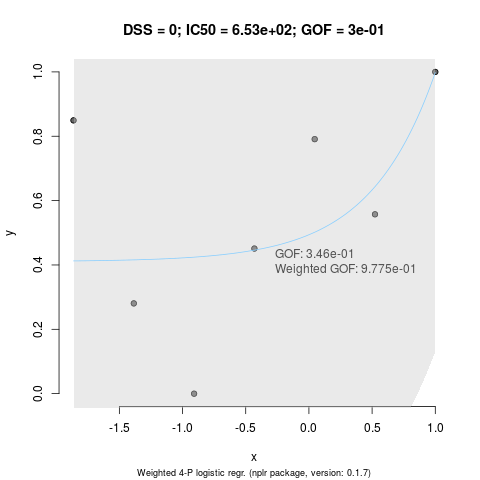 DSS = 0; IC50 = 6.53e+02; GOF = 3e-01
1.0
0.8
0.6
0.4
0.2
0.0
y
GOF: 3.46e-01
Weighted GOF: 9.775e-01
-1.5 -1.0 -0.5 0.0 0.5 1.0
x
Weighted 4-P logistic regr. (nplr package, version: 0.1.7)